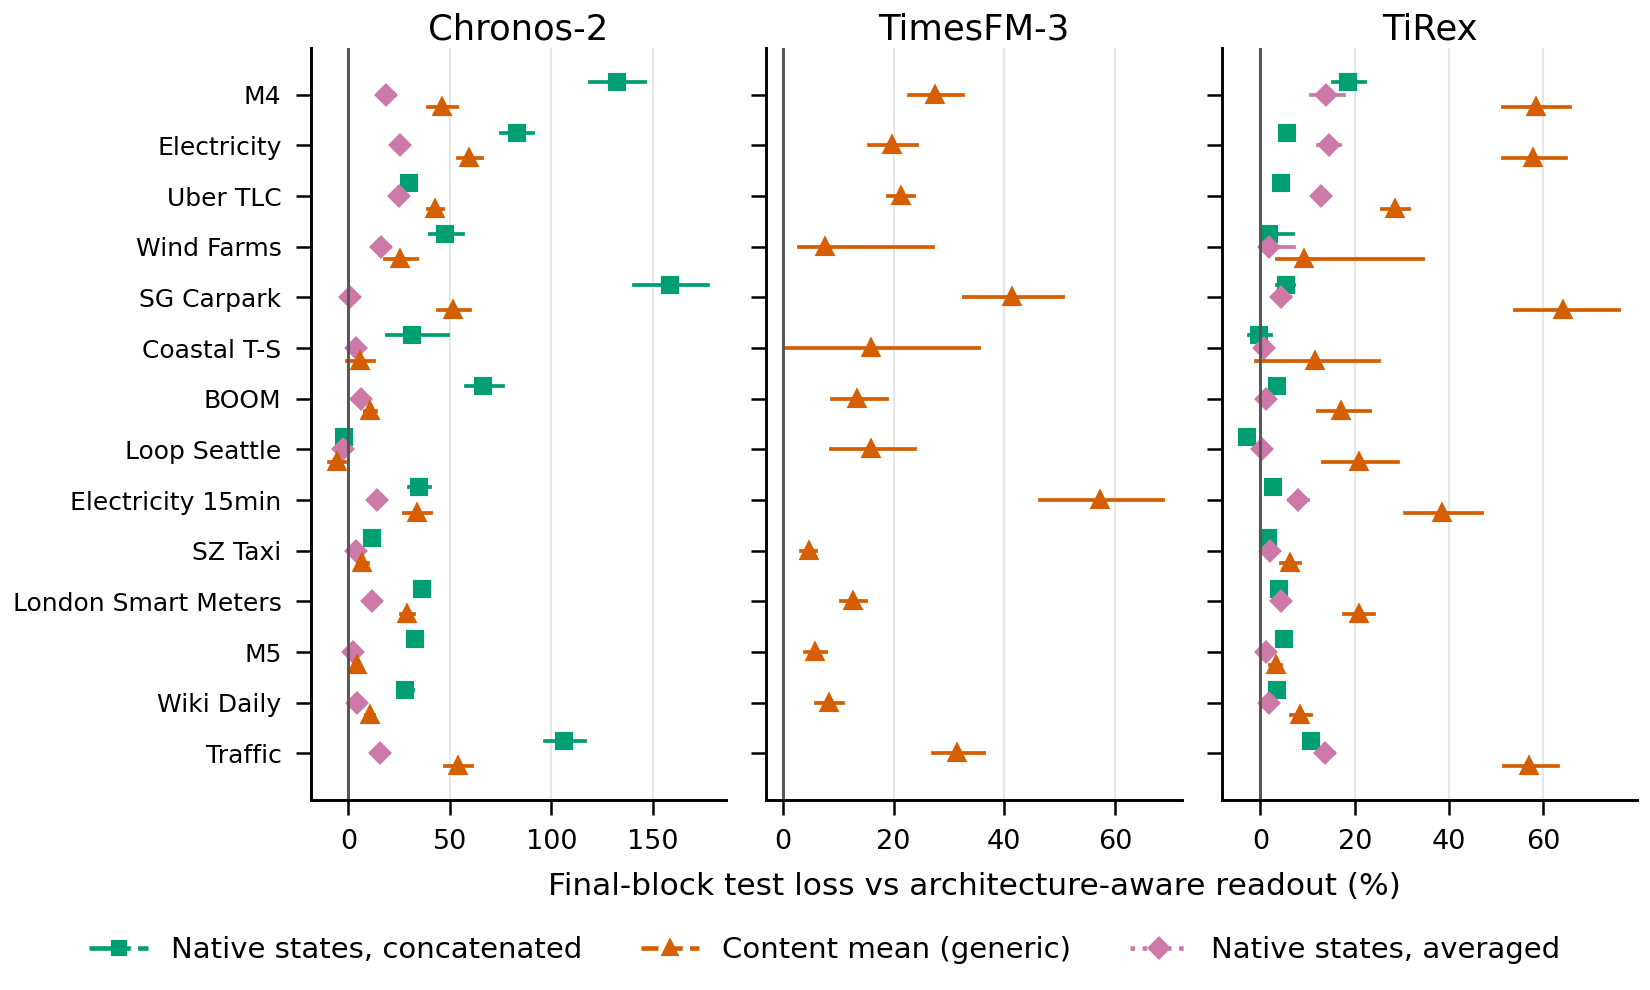 Chronos-2
TimesFM-3
TiRex
M4
Electricity
Uber TLC
Wind Farms
SG Carpark
Coastal T-S
BOOM
Loop Seattle
Electricity 15min
SZ Taxi
London Smart Meters
M5
Wiki Daily
Traffic
0 50 100 150
0 20 40 60
0 20 40 60
Final-block test loss vs architecture-aware readout (%)
Native states, concatenated
Content mean (generic)
Native states, averaged